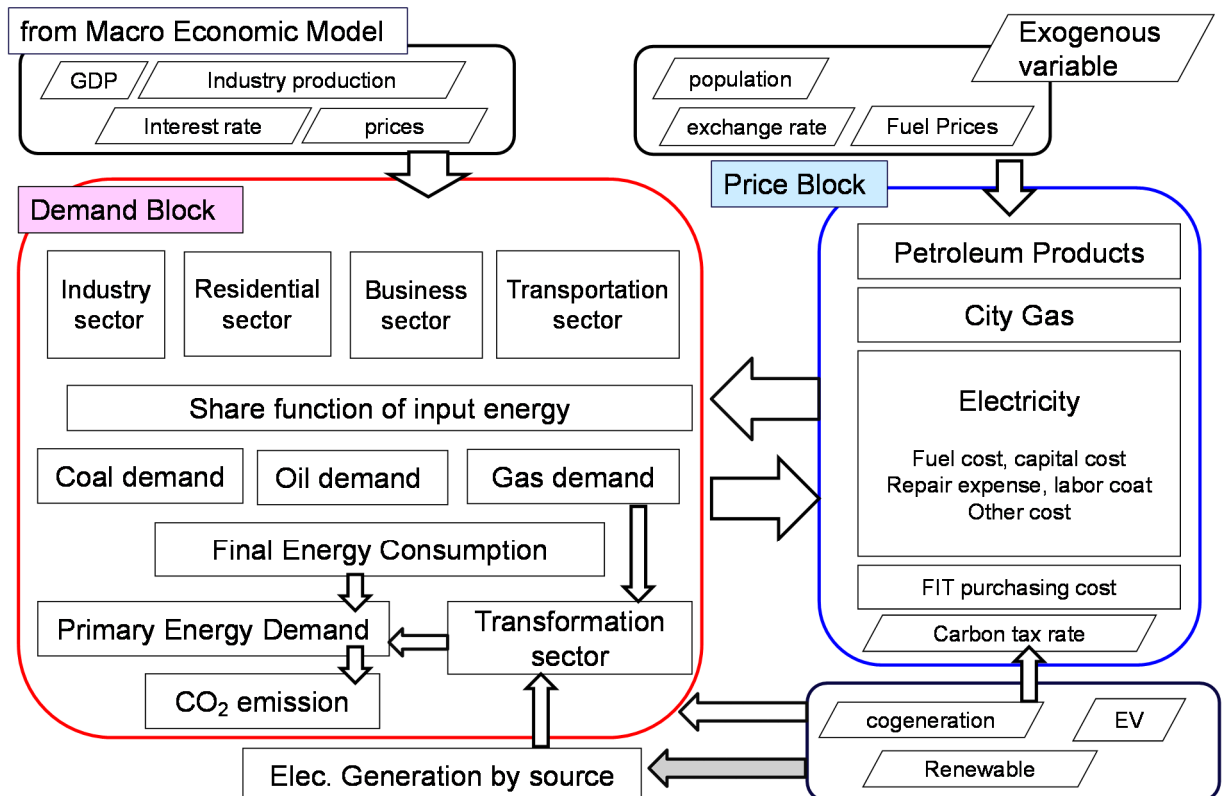 from Macro Economic Model
GDP
Industry production
Interest rate
prices
Exogenous
variable
population
exchange rate
Fuel Prices
Demand Block
Industry
sector
Residential
sector
Business
sector
Transportation
sector
Share function of input energy
Coal demand
Oil demand
Gas demand
Final Energy Consumption
Primary Energy Demand
Transformation
sector
CO₂ emission
Elec. Generation by source
Price Block
Petroleum Products
City Gas
Electricity
Fuel cost, capital cost
Repair expense, labor coat
Other cost
FIT purchasing cost
Carbon tax rate
cogeneration
EV
Renewable